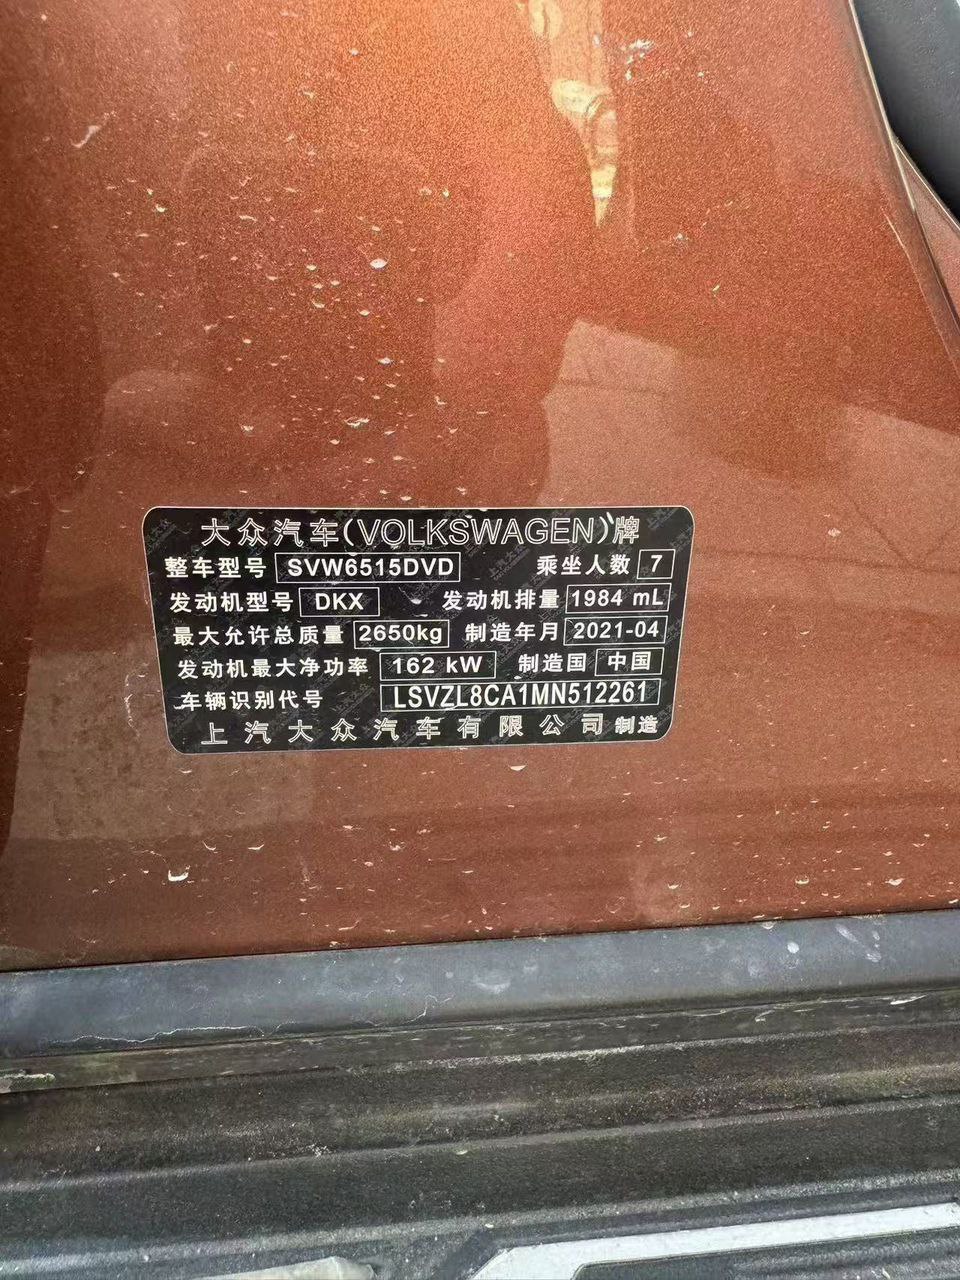 大众汽车(VOLKSWAGEN)牌
整车型号 SVW6515DVD 乘坐人数 7
发动机型号 DKX 发动机排量 1984 mL
最大允许总质量 2650kg 制造年月 2021-04
发动机最大净功率 162 kW 制造国 中国
车辆识别代号 LSVZL8CA1MN512261
上汽大众汽车有限公司制造